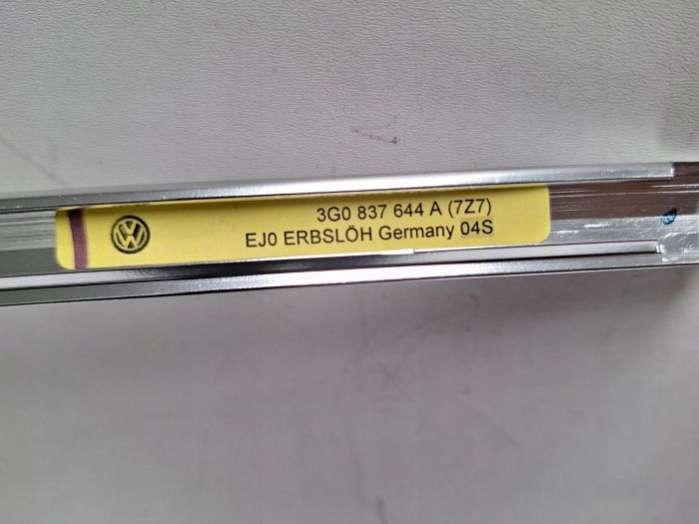 3G0 837 644 A (7Z7)
EJ0 ERBSLÖH Germany 04S